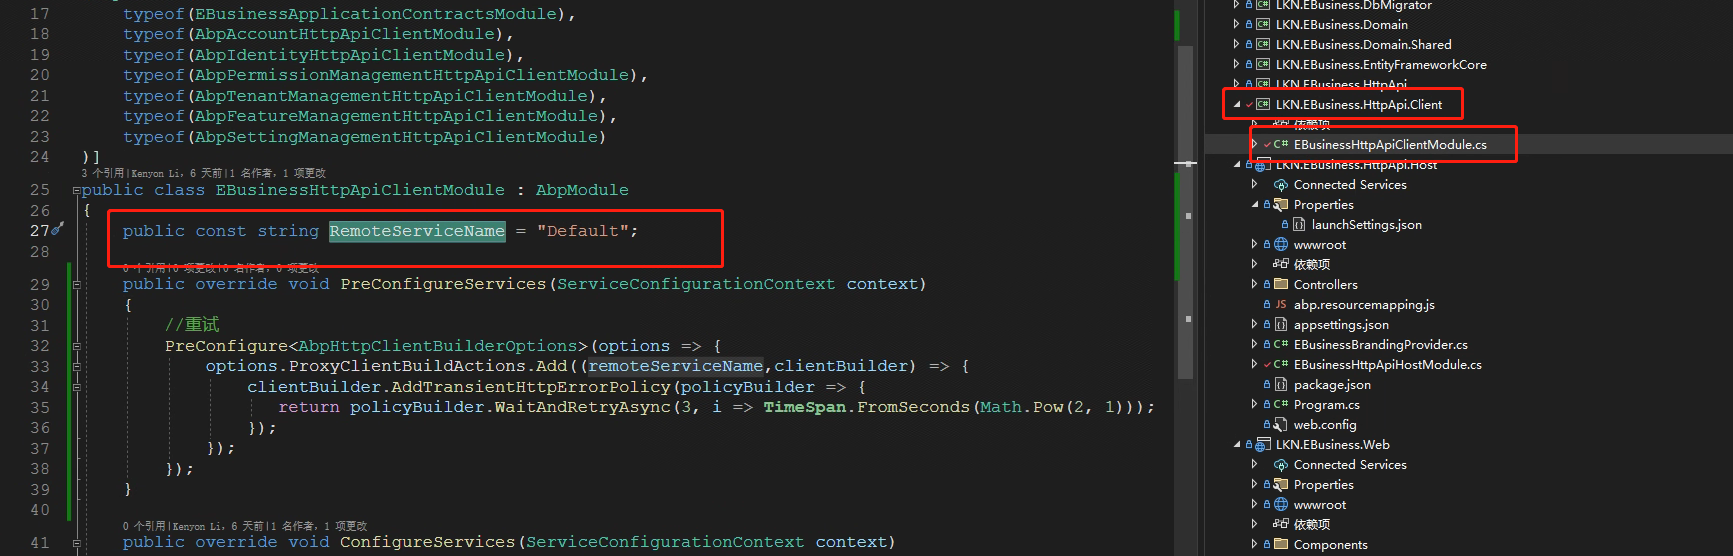 17 typeof(EBusinessApplicationContractsModule),
18 typeof(AbpAccountHttpApiClientModule),
19 typeof(AbpIdentityHttpApiClientModule),
20 typeof(AbpPermissionManagementHttpApiClientModule),
21 typeof(AbpTenantManagementHttpApiClientModule),
22 typeof(AbpFeatureManagementHttpApiClientModule),
23 typeof(AbpSettingManagementHttpApiClientModule)
24 )]
3 个引用|Kenyon Li，6 天前|1 名作者，1 项更改
25 public class EBusinessHttpApiClientModule : AbpModule
26 {
27 public const string RemoteServiceName = "Default";
28
0 个引用|0 项更改|0 名作者，0 项更改
29 public override void PreConfigureServices(ServiceConfigurationContext context)
30 {
31 //重试
32 PreConfigure<AbpHttpClientBuilderOptions>(options => {
33 options.ProxyClientBuildActions.Add((remoteServiceName,clientBuilder) => {
34 clientBuilder.AddTransientHttpErrorPolicy(policyBuilder => {
35 return policyBuilder.WaitAndRetryAsync(3, i => TimeSpan.FromSeconds(Math.Pow(2, 1)));
36 });
37 });
38 });
39 }
40
0 个引用|Kenyon Li，6 天前|1 名作者，1 项更改
41 public override void ConfigureServices(ServiceConfigurationContext context)
LKN.EBusiness.DbMigrator
C# LKN.EBusiness.Domain
C# LKN.EBusiness.Domain.Shared
C# LKN.EBusiness.EntityFrameworkCore
C# LKN.EBusiness.HttpApi
C# LKN.EBusiness.HttpApi.Client
依赖项
C# EBusinessHttpApiClientModule.cs
LKN.EBusiness.HttpApi.Host
Connected Services
Properties
launchSettings.json
wwwroot
依赖项
Controllers
JS abp.resourcemapping.js
appsettings.json
C# EBusinessBrandingProvider.cs
C# EBusinessHttpApiHostModule.cs
package.json
C# Program.cs
web.config
LKN.EBusiness.Web
Connected Services
Properties
wwwroot
依赖项
Components